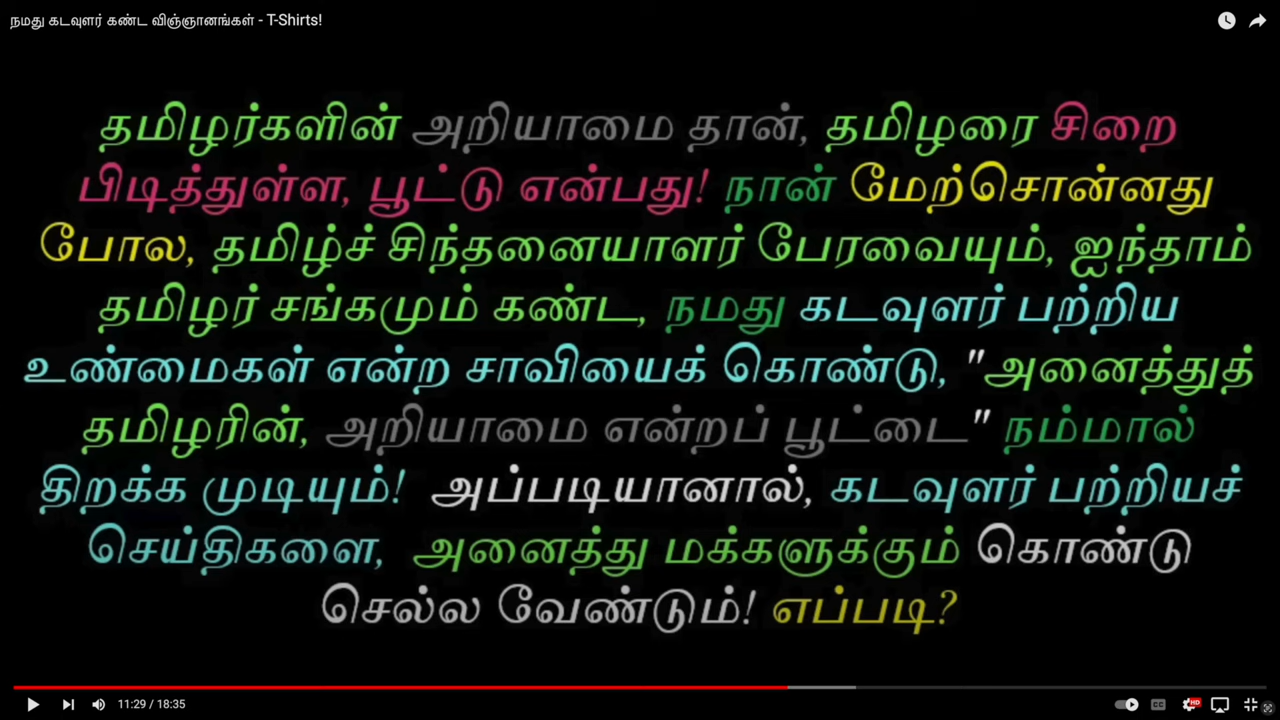 நமது கடவுளர் கண்ட விஞ்ஞானங்கள் - T-Shirts!
தமிழர்களின் அறியாமை தான், தமிழரை சிறை
பிடித்துள்ள, பூட்டு என்பது! நான் மேற்சொன்னது
போல, தமிழ்ச் சிந்தனையாளர் பேரவையும், ஐந்தாம்
தமிழர் சங்கமும் கண்ட, நமது கடவுளர் பற்றிய
உண்மைகள் என்ற சாவியைக் கொண்டு, "அனைத்துத்
தமிழரின், அறியாமை என்றப் பூட்டை" நம்மால்
திறக்க முடியும்! அப்படியானால், கடவுளர் பற்றியச்
செய்திகளை, அனைத்து மக்களுக்கும் கொண்டு
செல்ல வேண்டும்! எப்படி?
11:29 / 18:35
CC HD